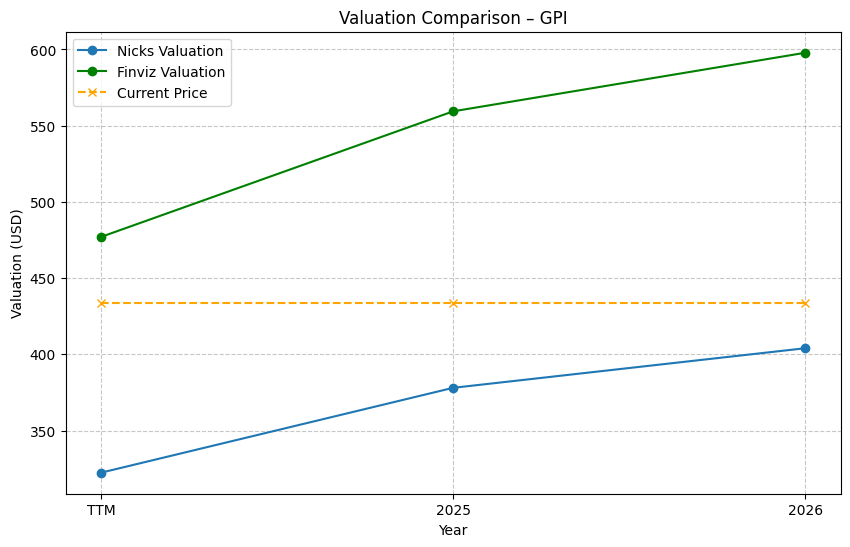 Valuation Comparison – GPI
Nicks Valuation
Finviz Valuation
Current Price
Valuation (USD)
600
550
500
450
400
350
TTM
2025
2026
Year